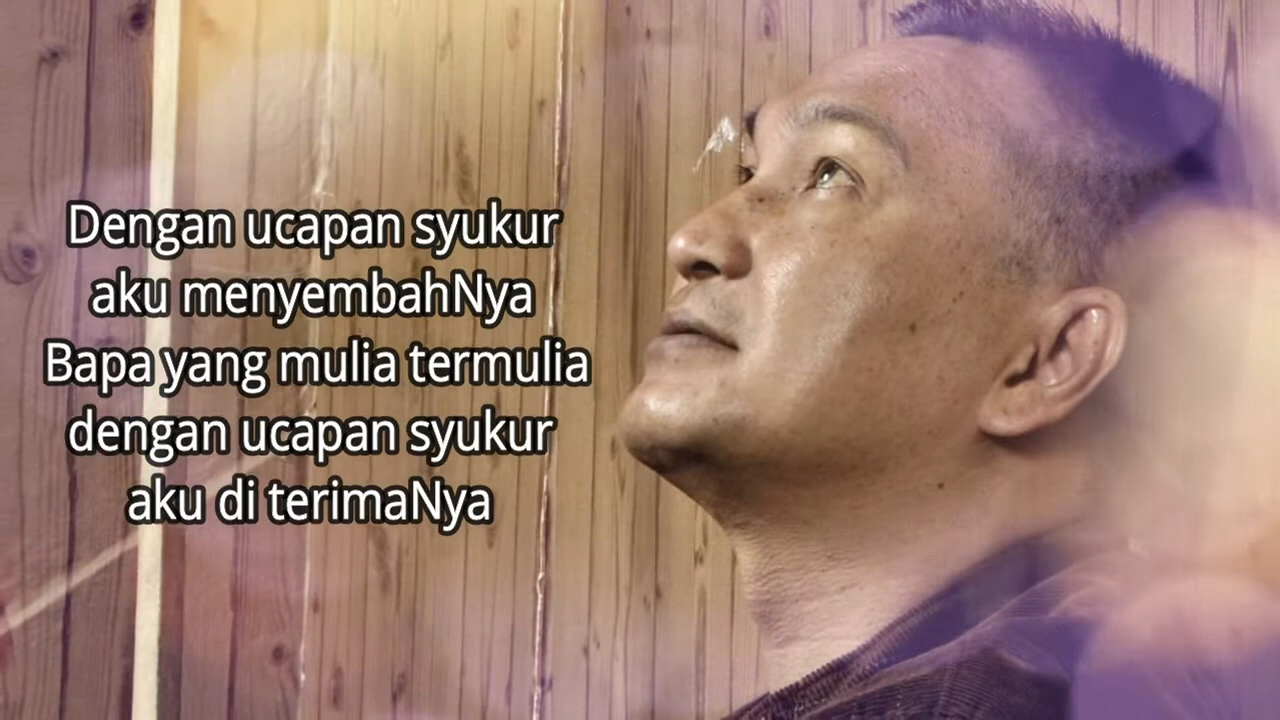 Dengan ucapan syukur
aku menyembahNya
Bapa yang mulia termulia
dengan ucapan syukur
aku di terimaNya